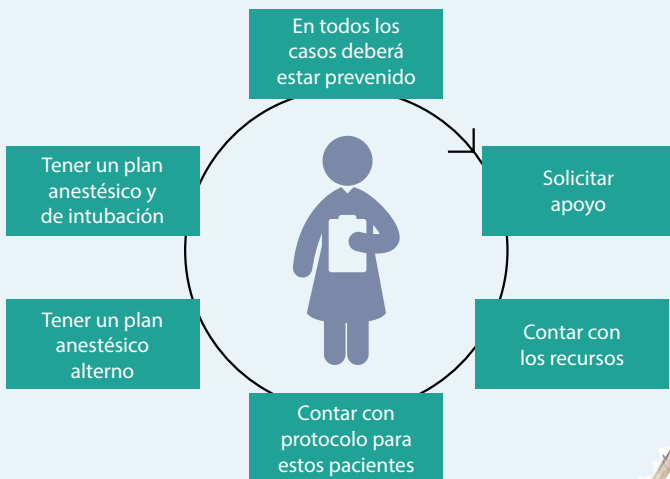 En todos los
casos deberá
estar prevenido
Solicitar
apoyo
Contar con
los recursos
Contar con
protocolo para
estos pacientes
Tener un plan
anestésico
alterno
Tener un plan
anestésico y
de intubación